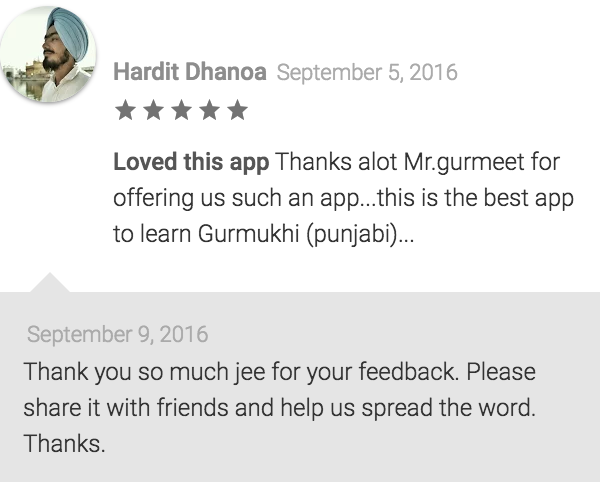 Hardit Dhanoa September 5, 2016
Loved this app Thanks alot Mr.gurmeet for
offering us such an app...this is the best app
to learn Gurmukhi (punjabi)...
September 9, 2016
Thank you so much jee for your feedback. Please
share it with friends and help us spread the word.
Thanks.